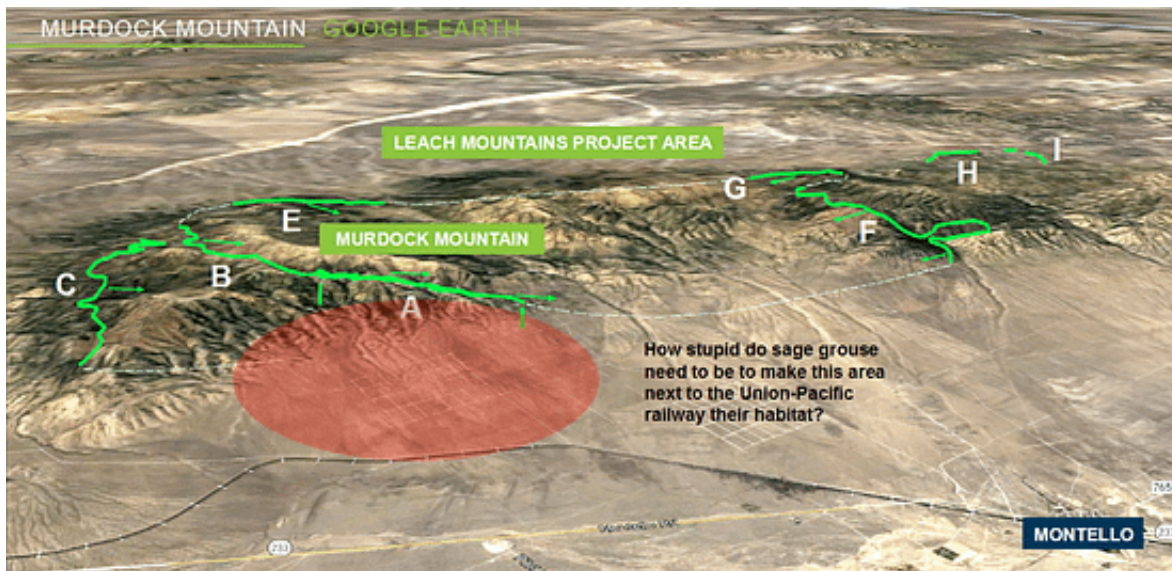 MURDOCK MOUNTAIN GOOGLE EARTH
LEACH MOUNTAINS PROJECT AREA
I
H
G
E
F
MURDOCK MOUNTAIN
C
B
A
How stupid do sage grouse
need to be to make this area
next to the Union-Pacific
railway their habitat?
765
233
233
MONTELLO